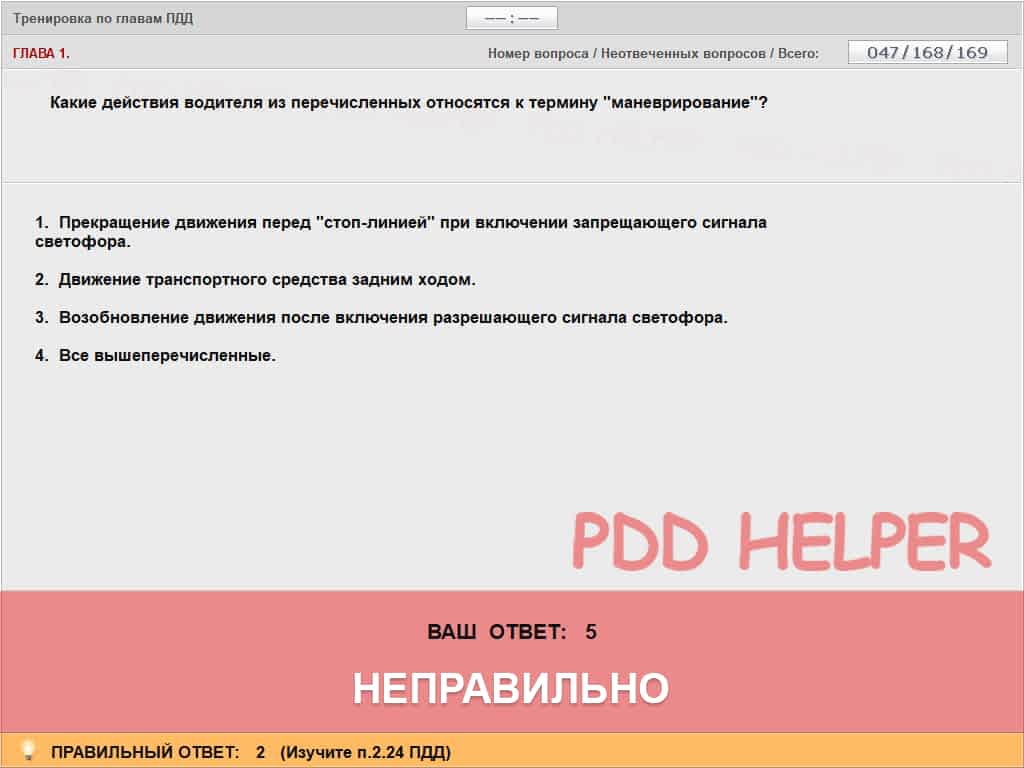 Тренировка по главам ПДД
–– : ––
ГЛАВА 1.
Номер вопроса / Неотвеченных вопросов / Всего:
047/168/169
Какие действия водителя из перечисленных относятся к термину "маневрирование"?
1. Прекращение движения перед "стоп-линией" при включении запрещающего сигнала
светофора.
2. Движение транспортного средства задним ходом.
3. Возобновление движения после включения разрешающего сигнала светофора.
4. Все вышеперечисленные.
PDD HELPER
ВАШ ОТВЕТ: 5
НЕПРАВИЛЬНО
ПРАВИЛЬНЫЙ ОТВЕТ: 2 (Изучите п.2.24 ПДД)